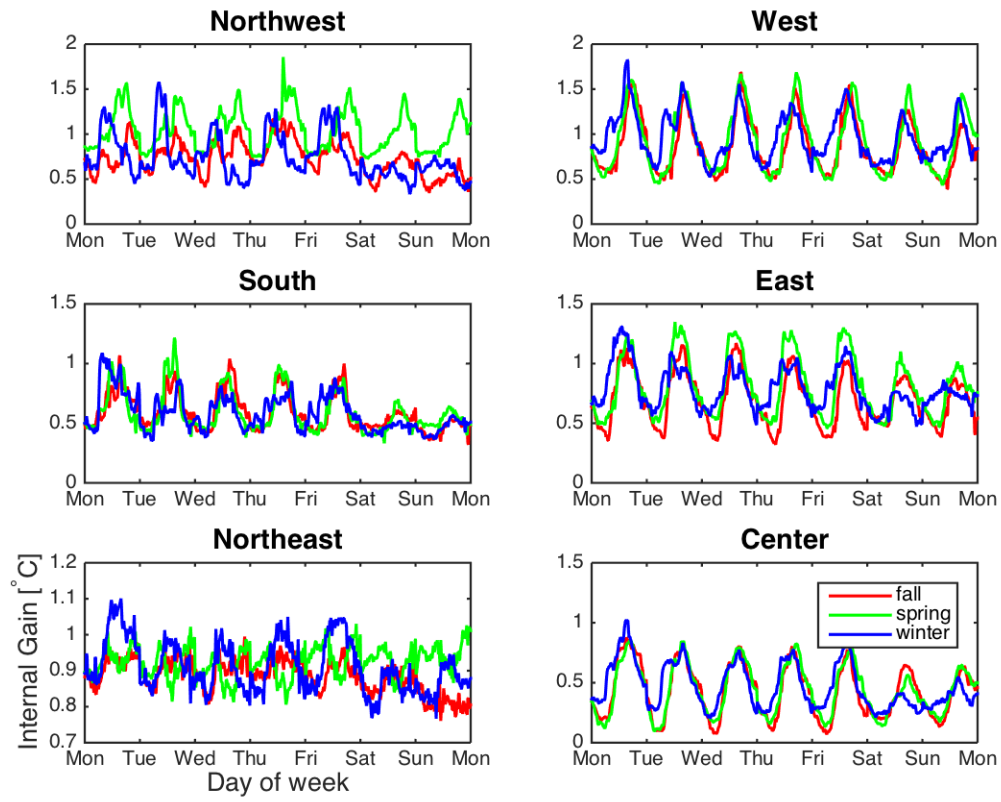 Northwest
2
1.5
1
0.5
0
Mon Tue Wed Thu Fri Sat Sun Mon
West
2
1.5
1
0.5
0
Mon Tue Wed Thu Fri Sat Sun Mon
South
1.5
1
0.5
0
Mon Tue Wed Thu Fri Sat Sun Mon
East
1.5
1
0.5
0
Mon Tue Wed Thu Fri Sat Sun Mon
Northeast
Internal Gain [°C]
1.2
1.1
1
0.9
0.8
0.7
Mon Tue Wed Thu Fri Sat Sun Mon
Day of week
Center
1.5
1
0.5
0
fall
spring
winter
Mon Tue Wed Thu Fri Sat Sun Mon